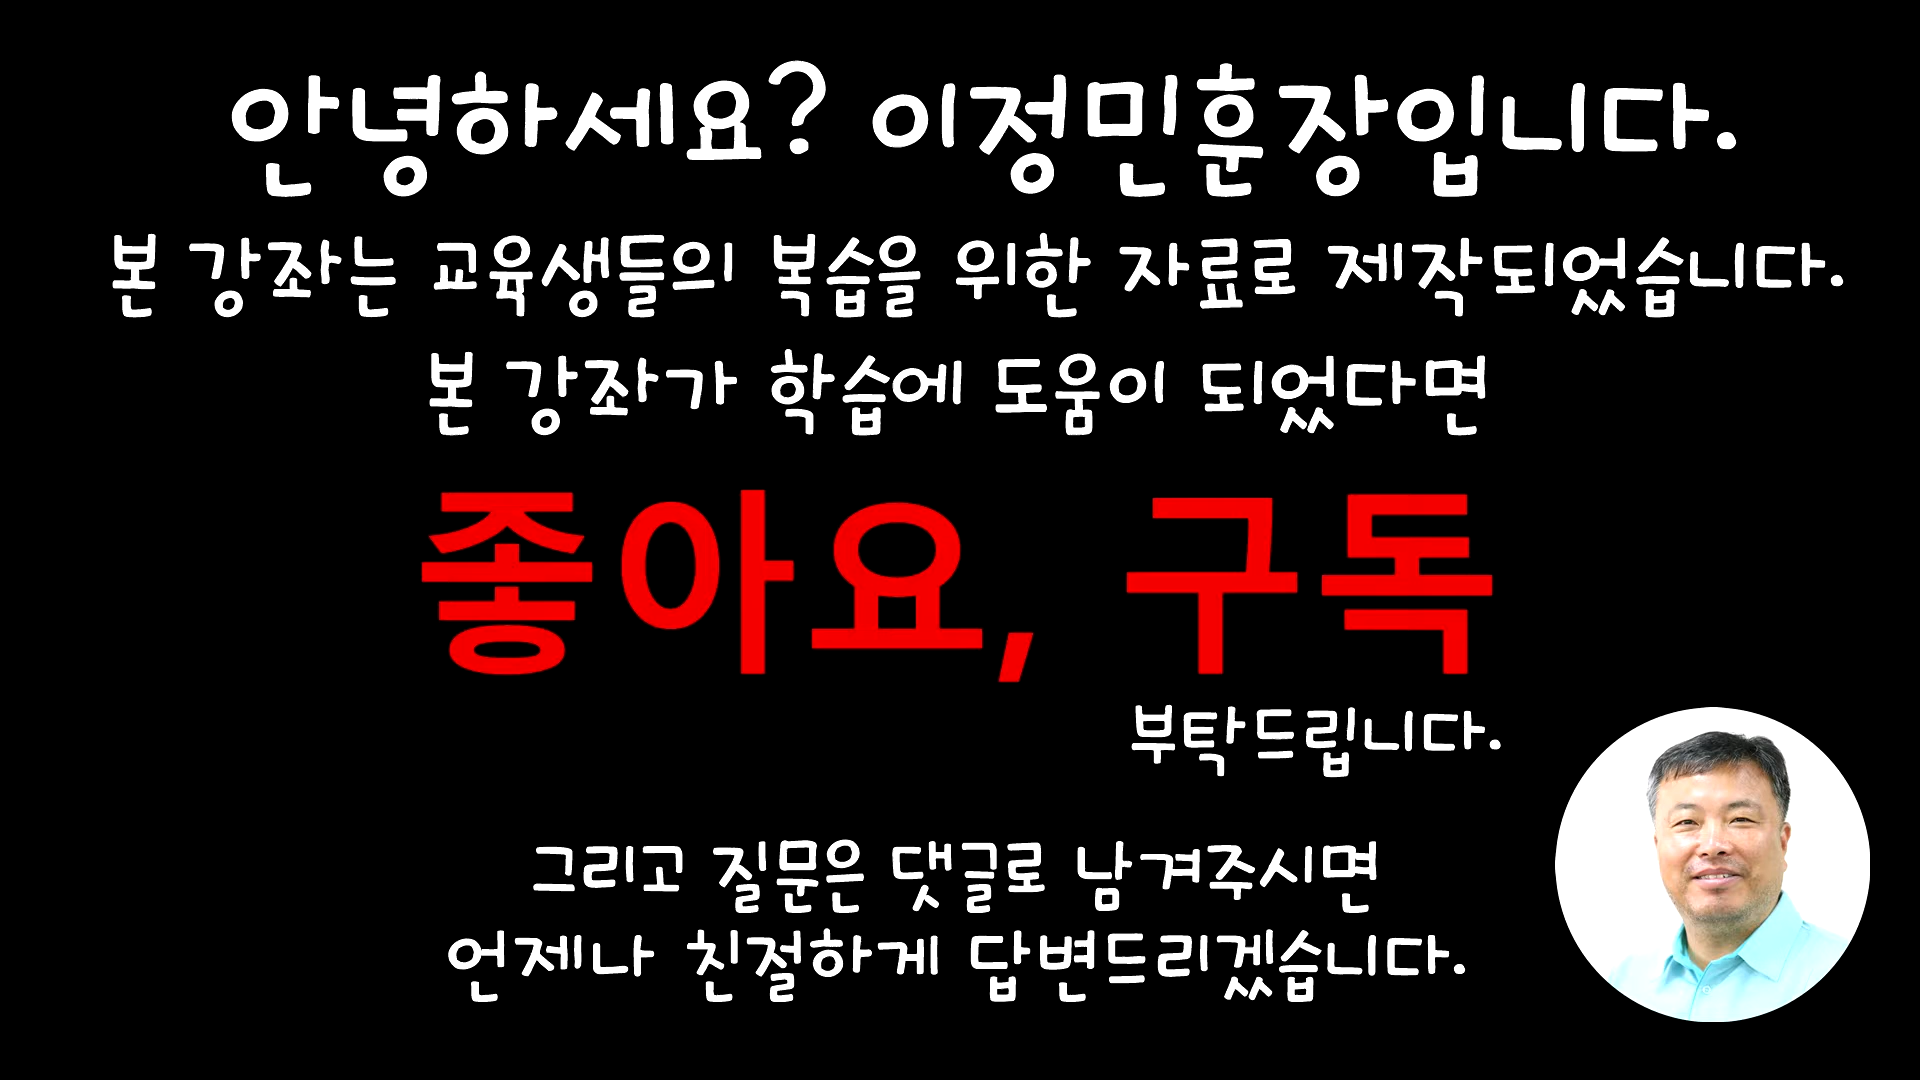 안녕하세요? 이정민훈장입니다.
본 강좌는 교육생들의 복습을 위한 자료로 제작되었습니다.
본 강좌가 학습에 도움이 되었다면
좋아요, 구독
부탁드립니다.
그리고 질문은 댓글로 남겨주시면
언제나 친절하게 답변드리겠습니다.